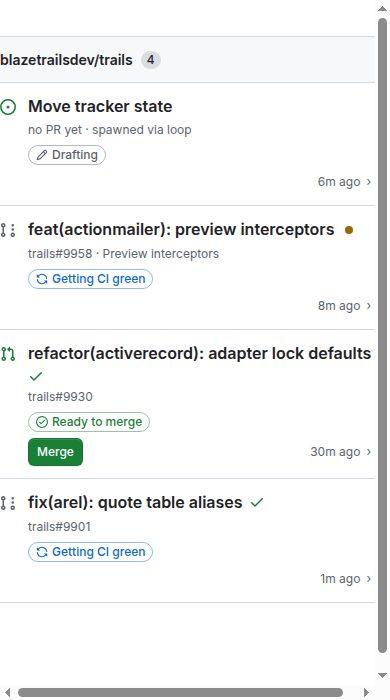 blazetrailsdev/trails 4
Move tracker state
no PR yet · spawned via loop
Drafting
6m ago ›
feat(actionmailer): preview interceptors
trails#9958 · Preview interceptors
Getting CI green
8m ago ›
refactor(activerecord): adapter lock defaults
trails#9930
Ready to merge
Merge
30m ago ›
fix(arel): quote table aliases
trails#9901
Getting CI green
1m ago ›